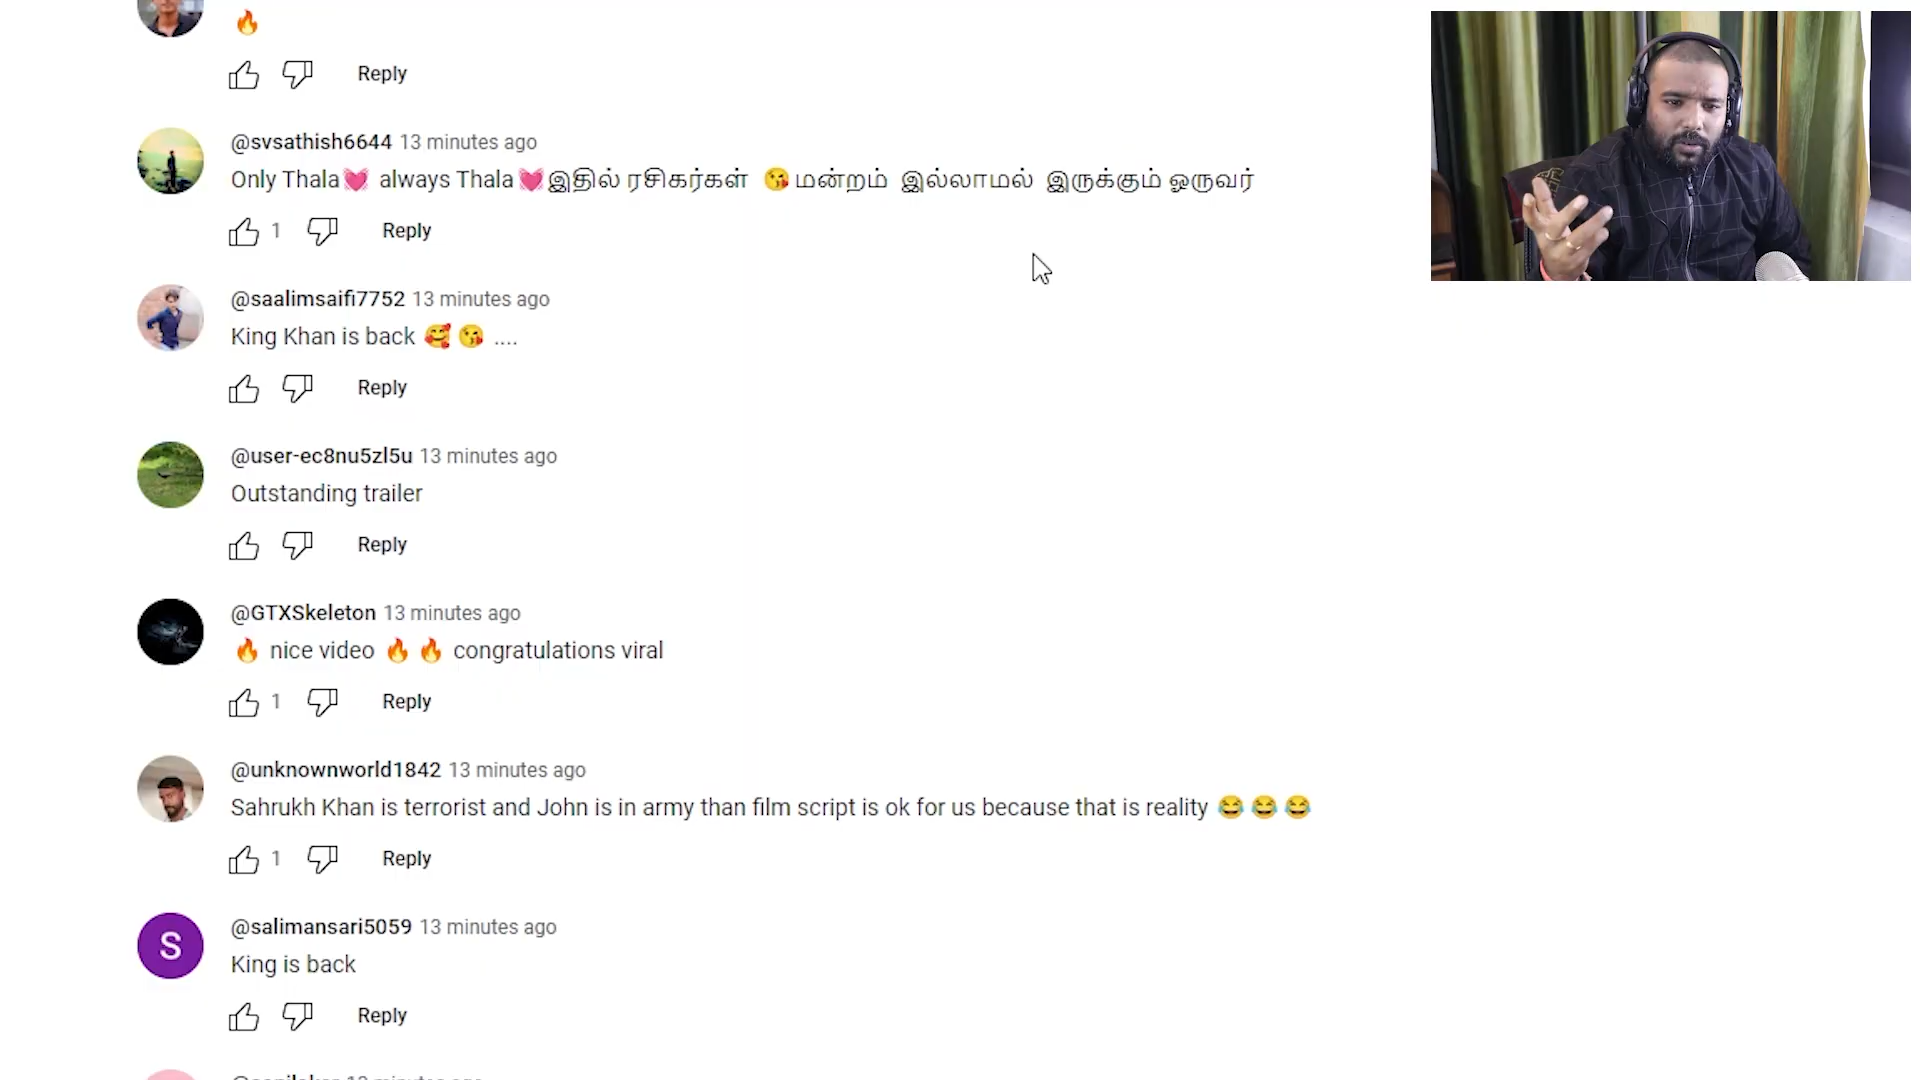 🔥
Reply
@svsathish6644 13 minutes ago
Only Thala💓 always Thala💓இதில் ரசிகர்கள் 😘மன்றம் இல்லாமல் இருக்கும் ஒருவர்
1 Reply
@saalimsaifi7752 13 minutes ago
King Khan is back 🥰 😘 ....
Reply
@user-ec8nu5zl5u 13 minutes ago
Outstanding trailer
Reply
@GTXSkeleton 13 minutes ago
🔥 nice video 🔥 🔥 congratulations viral
1 Reply
@unknownworld1842 13 minutes ago
Sahrukh Khan is terrorist and John is in army than film script is ok for us because that is reality 😂 😂 😂
1 Reply
S
@salimansari5059 13 minutes ago
King is back
Reply
13 minutes ago